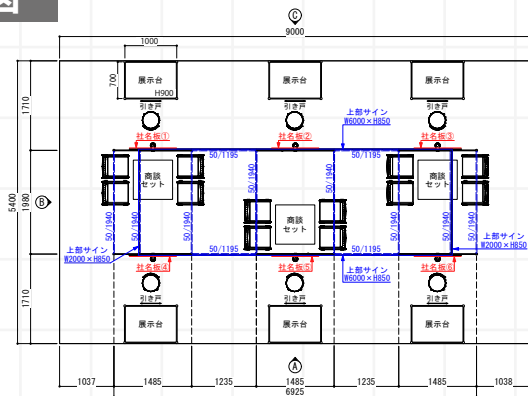 図
C
9000
1000
700
展示台
H900
引き戸
展示台
引き戸
展示台
引き戸
上部サイン
W6000×H850
社名板①
社名板②
社名板③
50/1195
50/1195
1710
1980
1710
5400
B
商談
セット
商談
セット
商談
セット
50/1940
50/1940
50/1940
50/1940
50/1940
50/1940
上部サイン
W2000×H850
上部サイン
W2000×H850
50/1195
50/1195
社名板④
社名板⑤
社名板⑥
上部サイン
W6000×H850
引き戸
引き戸
引き戸
展示台
展示台
展示台
A
1037
1485
1235
1485
1235
1485
1038
6925